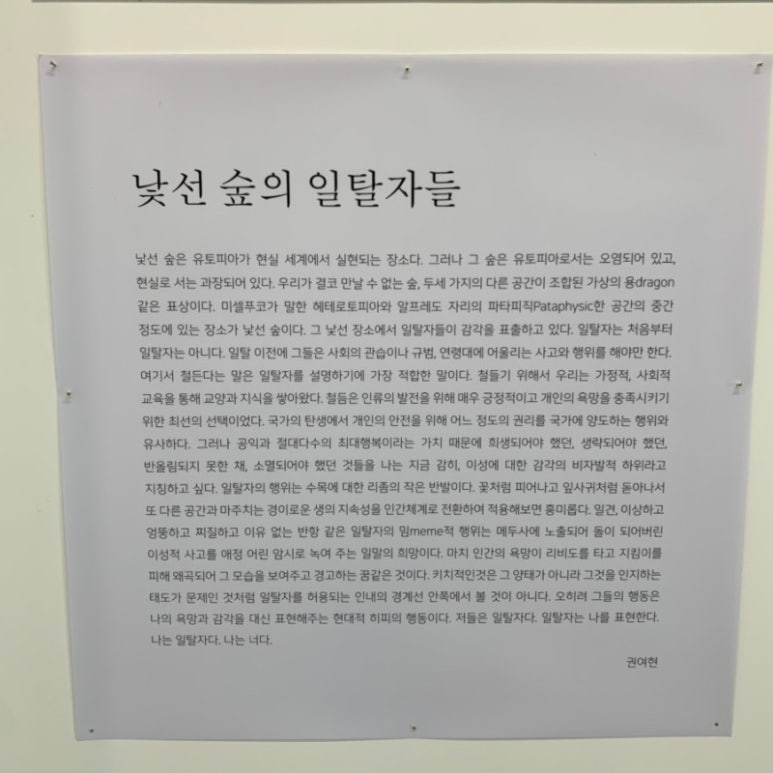 낯선 숲의 일탈자들
낯선 숲은 유토피아가 현실 세계에서 실현되는 장소다. 그러나 그 숲은 유토피아로서는 오염되어 있고,
현실로 서는 과장되어 있다. 우리가 결코 만날 수 없는 숲, 두세 가지의 다른 공간이 조합된 가상의 용dragon
같은 표상이다. 미셸푸코가 말한 헤테로토피아와 알프레도 자리의 파타피직Pataphysic한 공간의 중간
정도에 있는 장소가 낯선 숲이다. 그 낯선 장소에서 일탈자들이 감각을 표출하고 있다. 일탈자는 처음부터
일탈자는 아니다. 일탈 이전에 그들은 사회의 관습이나 규범, 연령대에 어울리는 사고와 행위를 해야만 한다.
여기서 철든다는 말은 일탈자를 설명하기에 가장 적합한 말이다. 철들기 위해서 우리는 가정적, 사회적
교육을 통해 교양과 지식을 쌓아왔다. 철듬은 인류의 발전을 위해 매우 긍정적이고 개인의 욕망을 충족시키기
위한 최선의 선택이었다. 국가의 탄생에서 개인의 안전을 위해 어느 정도의 권리를 국가에 양도하는 행위와
유사하다. 그러나 공익과 절대다수의 최대행복이라는 가치 때문에 희생되어야 했던, 생략되어야 했던,
반올림되지 못한 채, 소멸되어야 했던 것들을 나는 지금 감히, 이성에 대한 감각의 비자발적 하위라고
지칭하고 싶다. 일탈자의 행위는 수목에 대한 리좀의 작은 반발이다. 꽃처럼 피어나고 잎사귀처럼 돋아나서
또 다른 공간과 마주치는 경이로운 생의 지속성을 인간체계로 전환하여 적용해보면 흥미롭다. 일견, 이상하고
엉뚱하고 찌질하고 이유 없는 반항 같은 일탈자의 밈meme적 행위는 메두사에 노출되어 돌이 되어버린
이성적 사고를 애정 어린 암시로 녹여 주는 일말의 희망이다. 마치 인간의 욕망이 리비도를 타고 지킴이를
피해 왜곡되어 그 모습을 보여주고 경고하는 꿈같은 것이다. 키치적인것은 그 양태가 아니라 그것을 인지하는
태도가 문제인 것처럼 일탈자를 허용되는 인내의 경계선 안쪽에서 볼 것이 아니다. 오히려 그들의 행동은
나의 욕망과 감각을 대신 표현해주는 현대적 히피의 행동이다. 저들은 일탈자다. 일탈자는 나를 표현한다.
나는 일탈자다. 나는 너다.
권여현